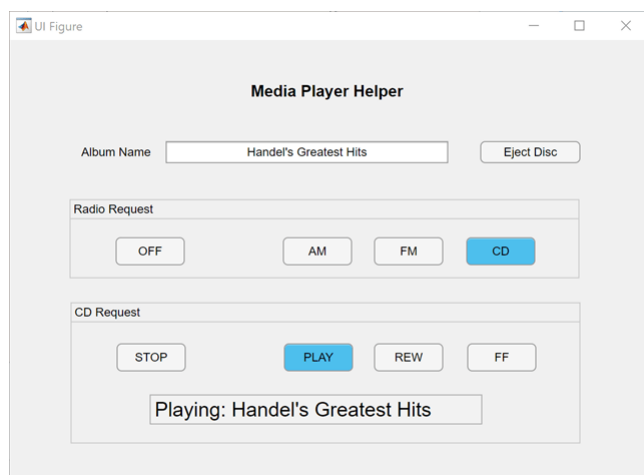 UI Figure
Media Player Helper
Album Name Handel's Greatest Hits Eject Disc
Radio Request
OFF AM FM CD
CD Request
STOP PLAY REW FF
Playing: Handel's Greatest Hits